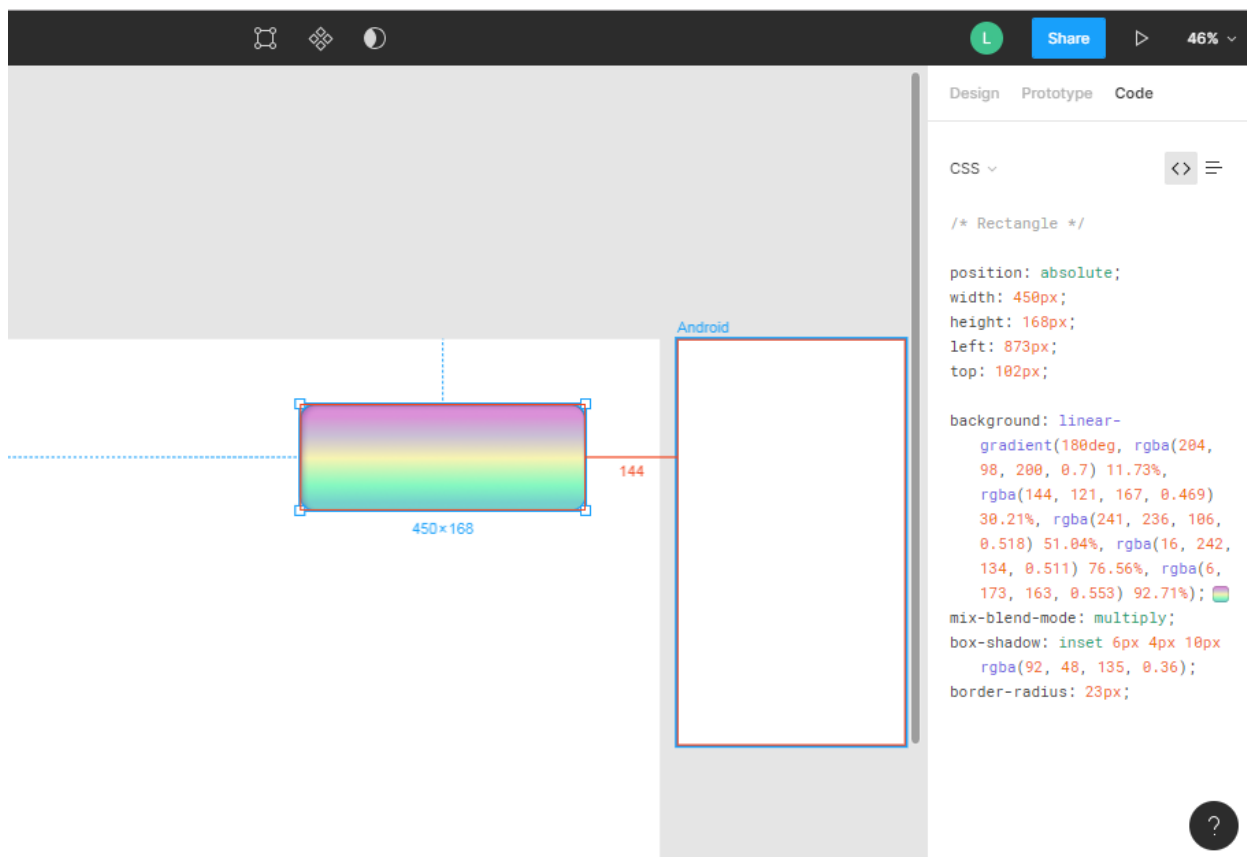 L
Share
46%
Design Prototype Code
CSS
/* Rectangle */
position: absolute;
width: 450px;
height: 168px;
left: 873px;
top: 102px;
background: linear-
gradient(180deg, rgba(204,
98, 200, 0.7) 11.73%,
rgba(144, 121, 167, 0.469)
30.21%, rgba(241, 236, 106,
0.518) 51.04%, rgba(16, 242,
134, 0.511) 76.56%, rgba(6,
173, 163, 0.553) 92.71%);
mix-blend-mode: multiply;
box-shadow: inset 6px 4px 10px
rgba(92, 48, 135, 0.36);
border-radius: 23px;
Android
144
450×168
?